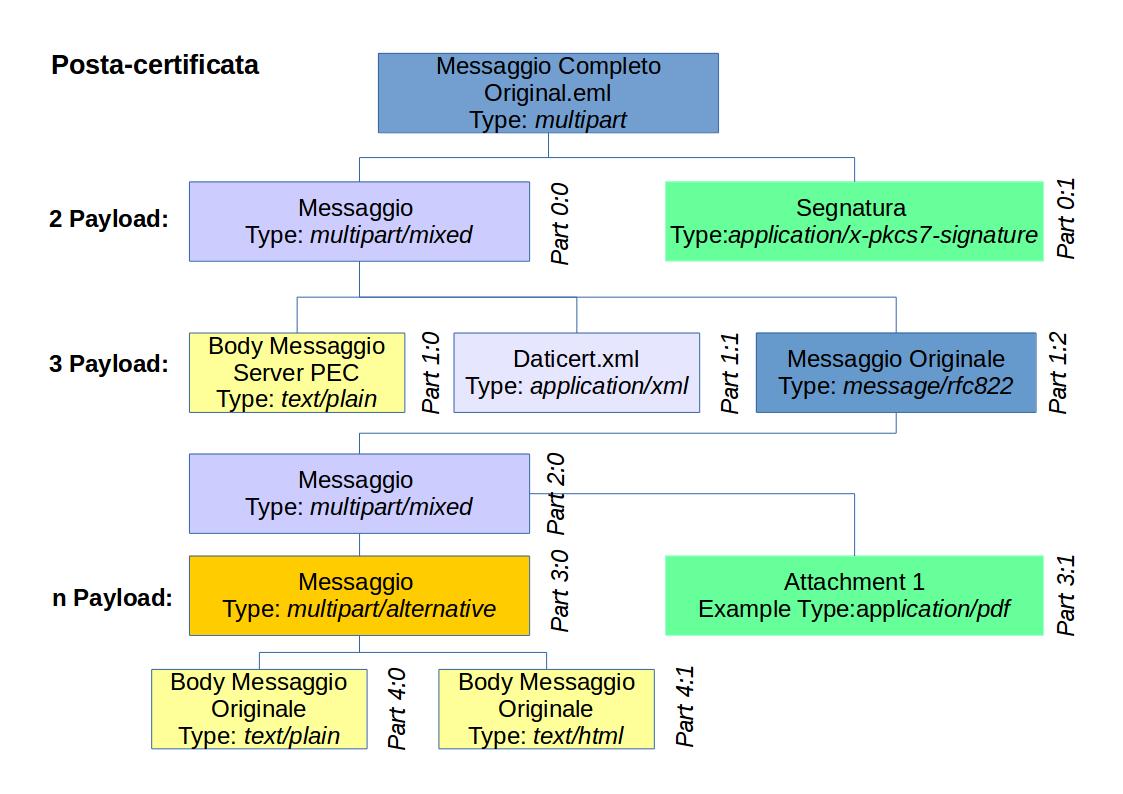 Posta-certificata
Messaggio Completo
Original.eml
Type: multipart
2 Payload:
Messaggio
Type: multipart/mixed
Part 0:0
Segnatura
Type:application/x-pkcs7-signature
Part 0:1
3 Payload:
Body Messaggio
Server PEC
Type: text/plain
Part 1:0
Daticert.xml
Type: application/xml
Part 1:1
Messaggio Originale
Type: message/rfc822
Part 1:2
Messaggio
Type: multipart/mixed
Part 2:0
n Payload:
Messaggio
Type: multipart/alternative
Part 3:0
Attachment 1
Example Type:application/pdf
Part 3:1
Body Messaggio
Originale
Type: text/plain
Part 4:0
Body Messaggio
Originale
Type: text/html
Part 4:1